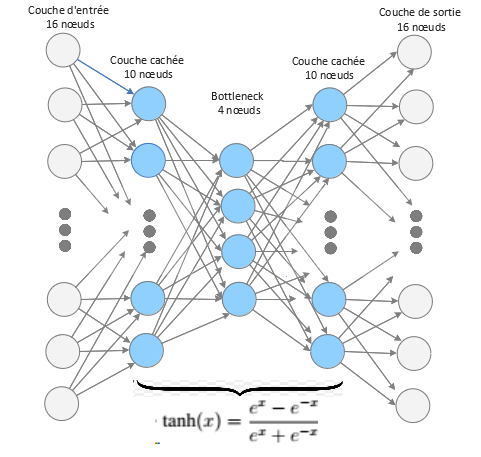 Couche d'entrée
16 nœuds
Couche cachée
10 nœuds
Bottleneck
4 nœuds
Couche cachée
10 nœuds
Couche de sortie
16 nœuds
tanh(x) = (e^x − e^−x) / (e^x + e^−x)